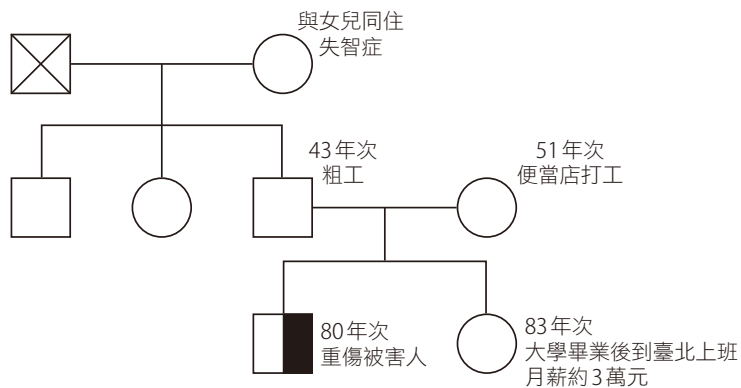 與女兒同住
失智症
43年次
粗工
51年次
便當店打工
80年次
重傷被害人
83年次
大學畢業後到臺北上班
月薪約3萬元